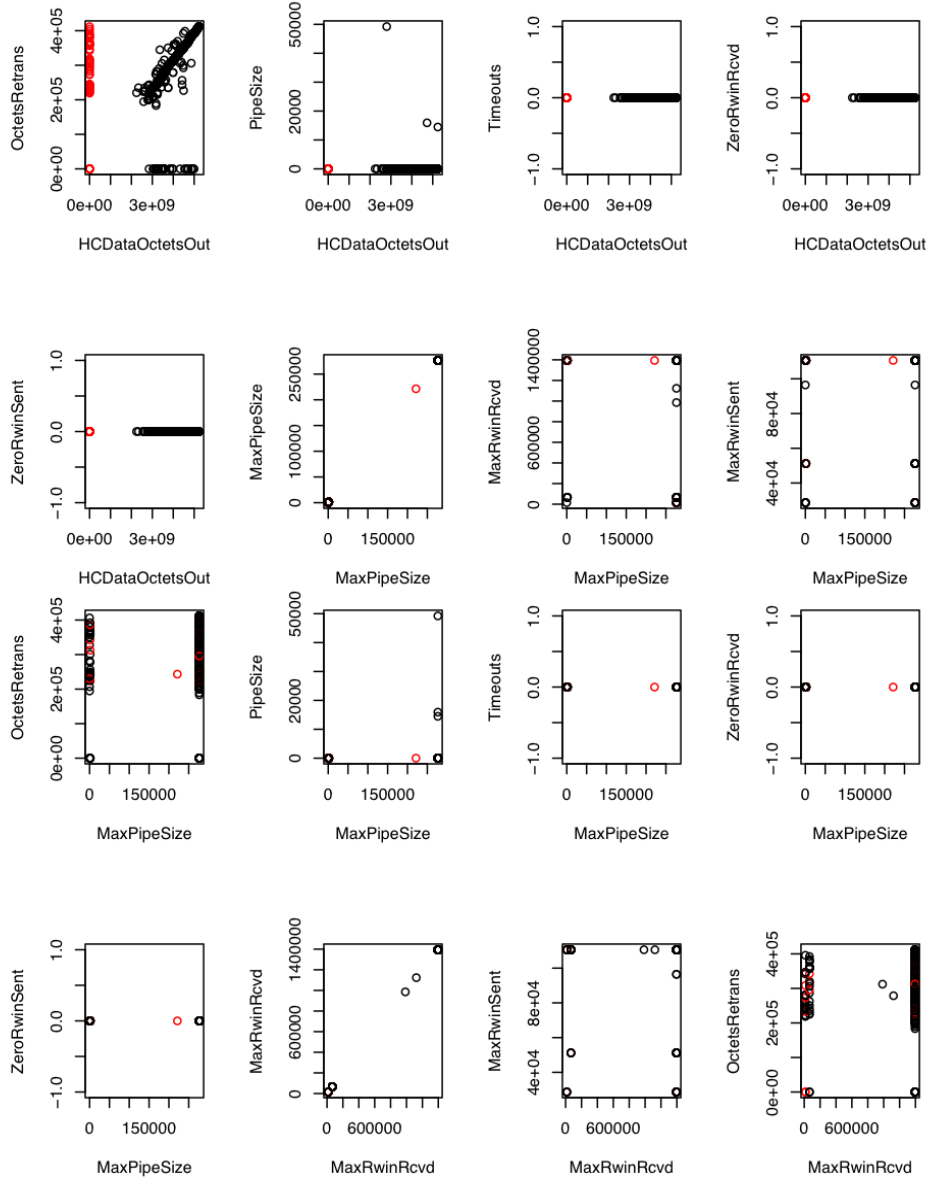 OctetsRetrans
0e+00 2e+05 4e+05
0e+00 3e+09
HCDataOctetsOut
PipeSize
0 20000 50000
0e+00 3e+09
HCDataOctetsOut
Timeouts
−1.0 0.0 1.0
0e+00 3e+09
HCDataOctetsOut
ZeroRwinRcvd
−1.0 0.0 1.0
0e+00 3e+09
HCDataOctetsOut
ZeroRwinSent
−1.0 0.0 1.0
0e+00 3e+09
HCDataOctetsOut
MaxPipeSize
0 100000 250000
0 150000
MaxPipeSize
MaxRwinRcvd
0 600000 1400000
0 150000
MaxPipeSize
MaxRwinSent
4e+04 8e+04
0 150000
MaxPipeSize
OctetsRetrans
0e+00 2e+05 4e+05
0 150000
MaxPipeSize
PipeSize
0 20000 50000
0 150000
MaxPipeSize
Timeouts
−1.0 0.0 1.0
0 150000
MaxPipeSize
ZeroRwinRcvd
−1.0 0.0 1.0
0 150000
MaxPipeSize
ZeroRwinSent
−1.0 0.0 1.0
0 150000
MaxPipeSize
MaxRwinRcvd
0 600000 1400000
0 600000
MaxRwinRcvd
MaxRwinSent
4e+04 8e+04
0 600000
MaxRwinRcvd
OctetsRetrans
0e+00 2e+05 4e+05
0 600000
MaxRwinRcvd